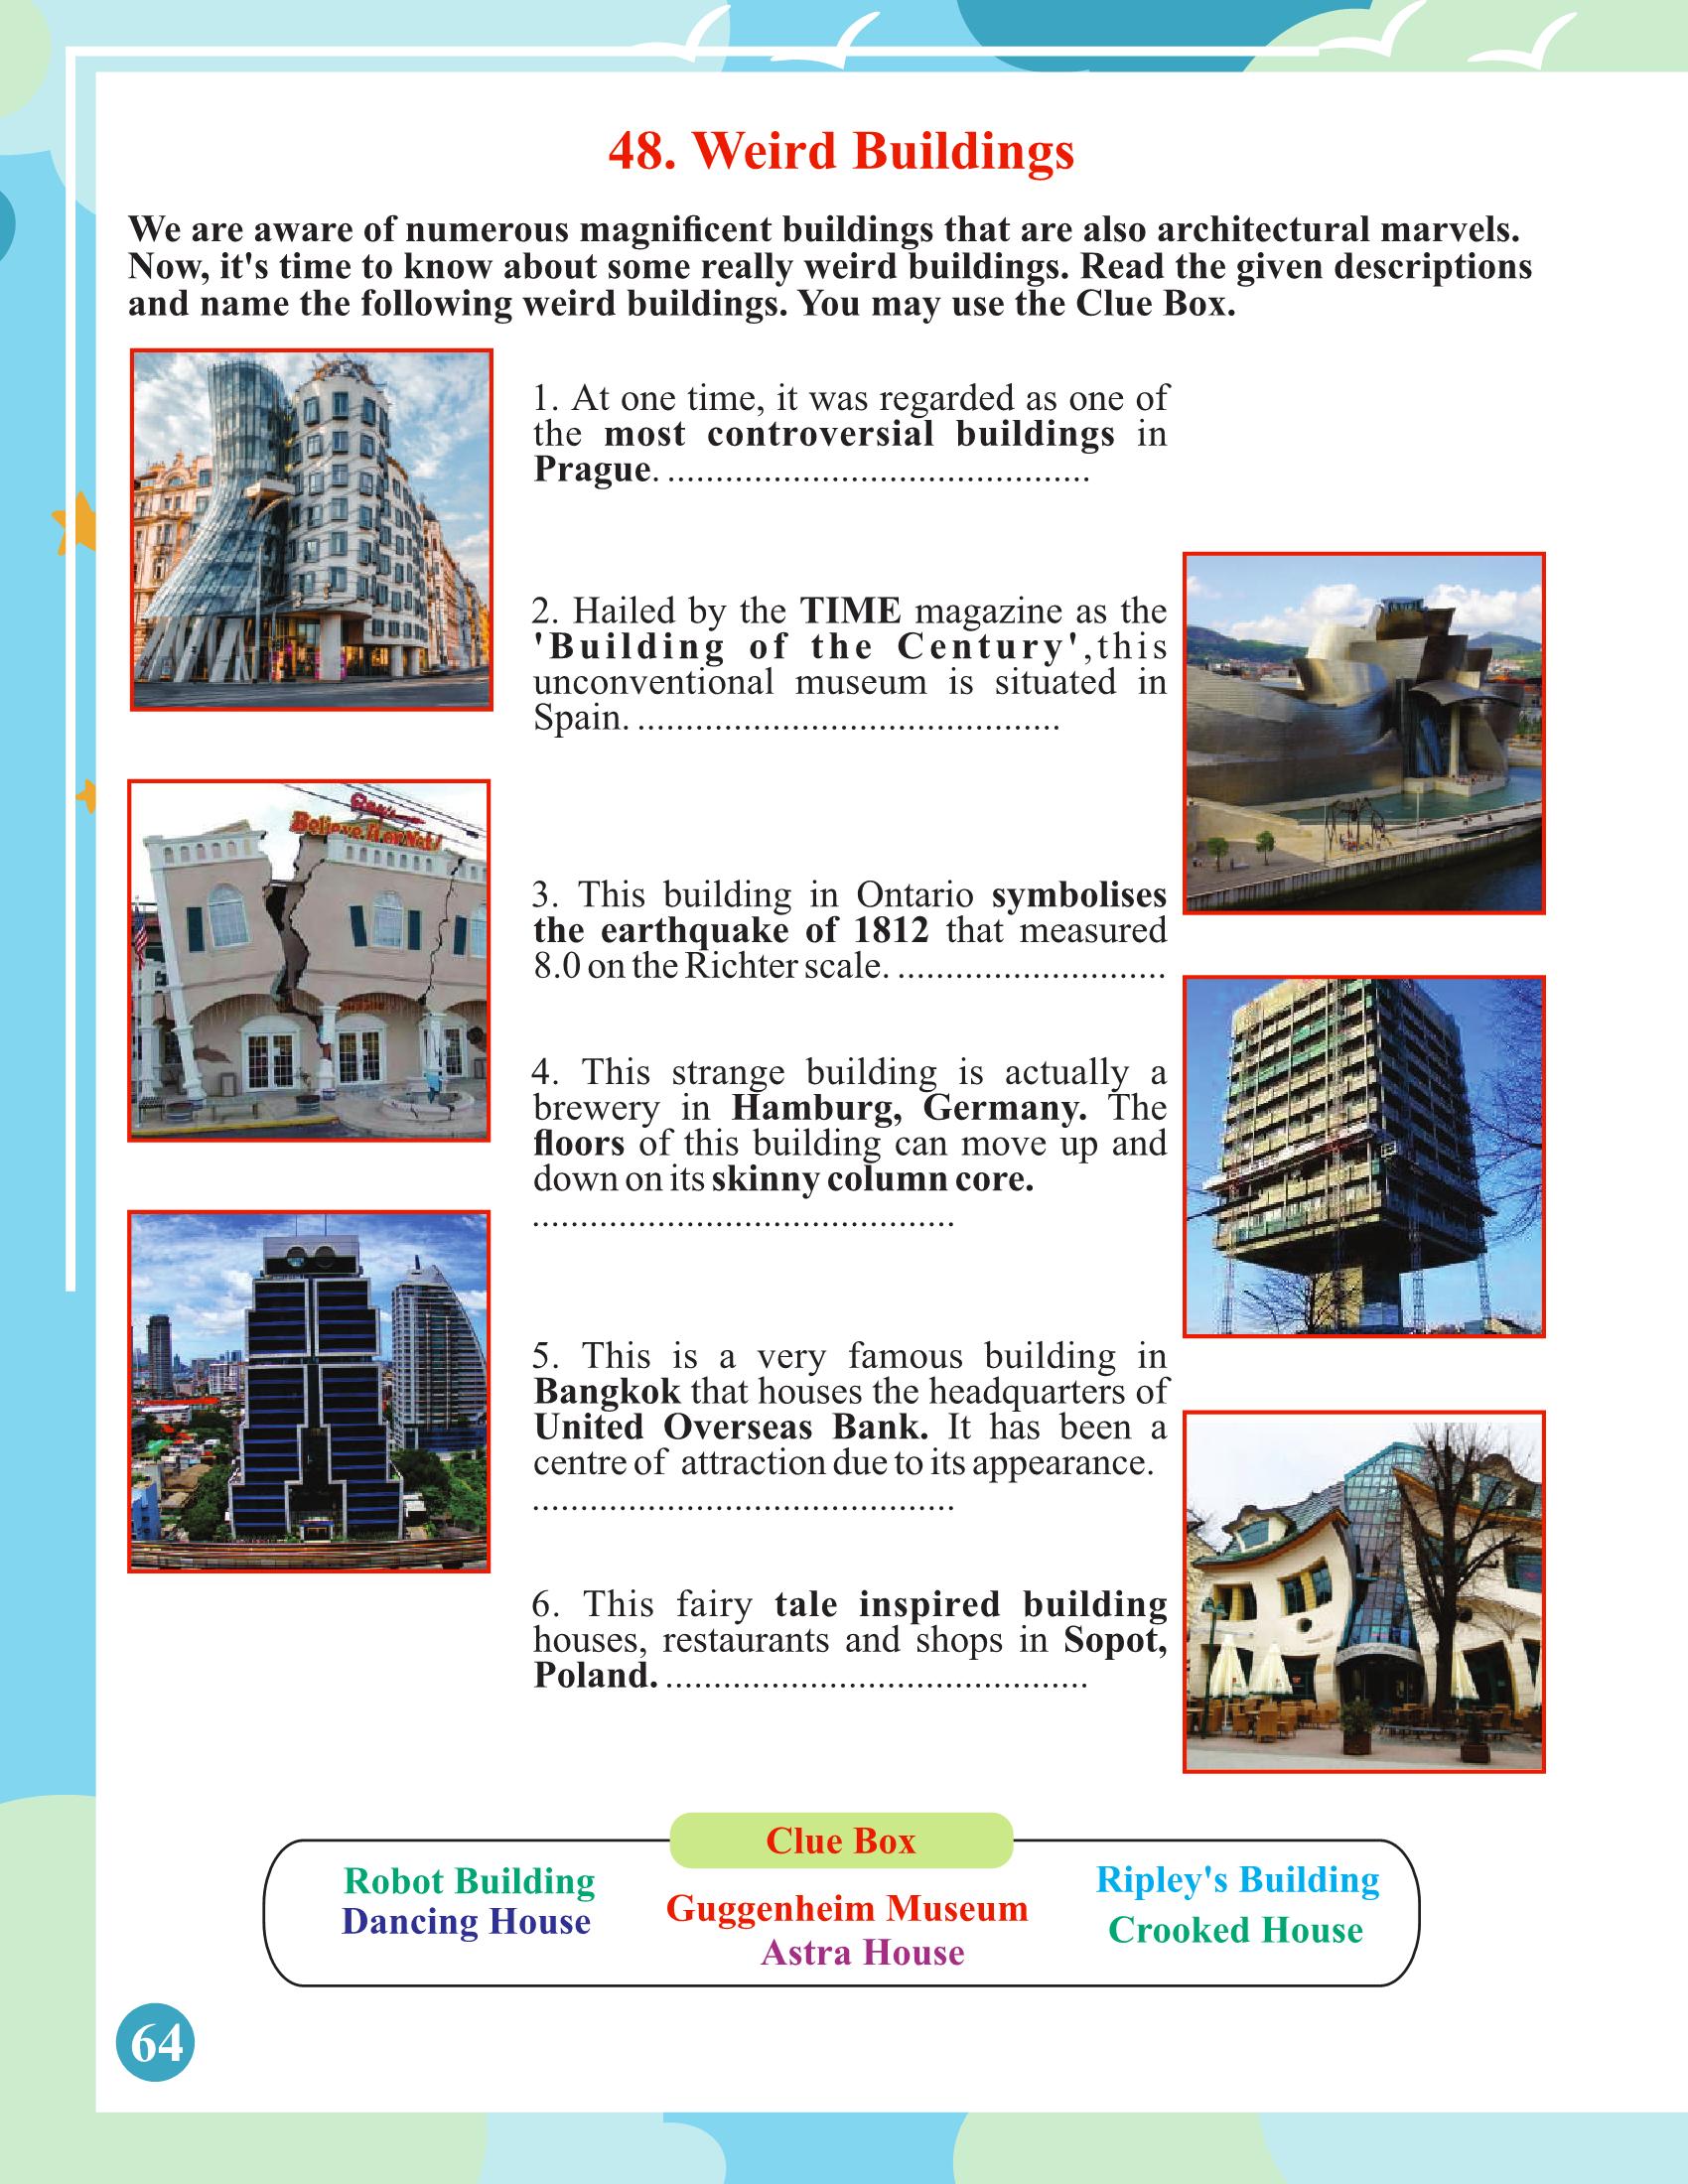 48. Weird Buildings
We are aware of numerous magnificent buildings that are also architectural marvels.
Now, it's time to know about some really weird buildings. Read the given descriptions
and name the following weird buildings. You may use the Clue Box.
1. At one time, it was regarded as one of
the most controversial buildings in
Prague. ............................................
2. Hailed by the TIME magazine as the
'Building of the Century',this
unconventional museum is situated in
Spain. ............................................
Believe It or Not!
3. This building in Ontario symbolises
the earthquake of 1812 that measured
8.0 on the Richter scale. ............................
4. This strange building is actually a
brewery in Hamburg, Germany. The
floors of this building can move up and
down on its skinny column core.
............................................
5. This is a very famous building in
Bangkok that houses the headquarters of
United Overseas Bank. It has been a
centre of attraction due to its appearance.
............................................
6. This fairy tale inspired building
houses, restaurants and shops in Sopot,
Poland. ............................................
Clue Box
Robot Building
Dancing House
Guggenheim Museum
Astra House
Ripley's Building
Crooked House
64